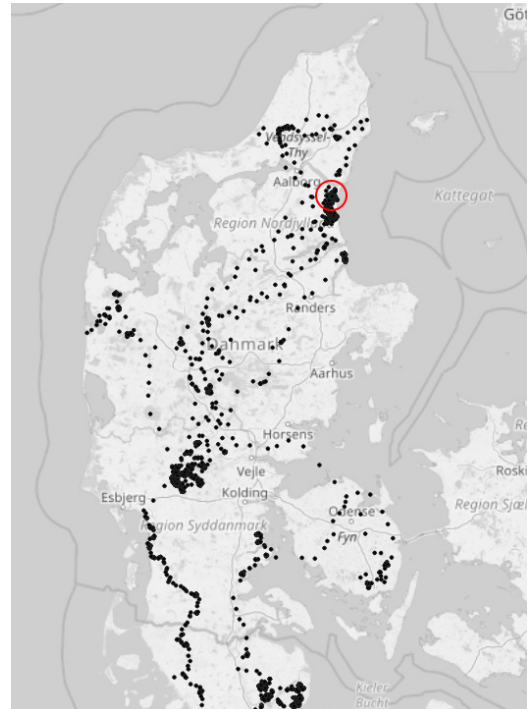 Göt
Vendsyssel-
Thy
Aalborg
Kattegat
Region Nordjylland
Randers
Danmark
Aarhus
Horsens
Re
Vejle
Roski
Esbjerg
Kolding
Region Sjæl
Odense
Region Syddanmark
Fyn
Kieler
Bucht